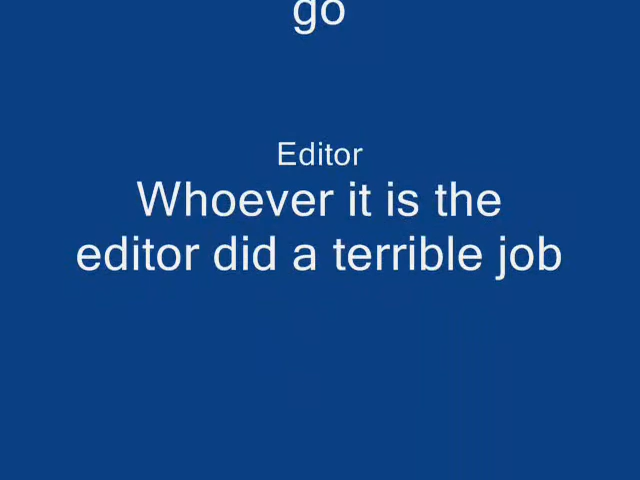 go
Editor
Whoever it is the
editor did a terrible job